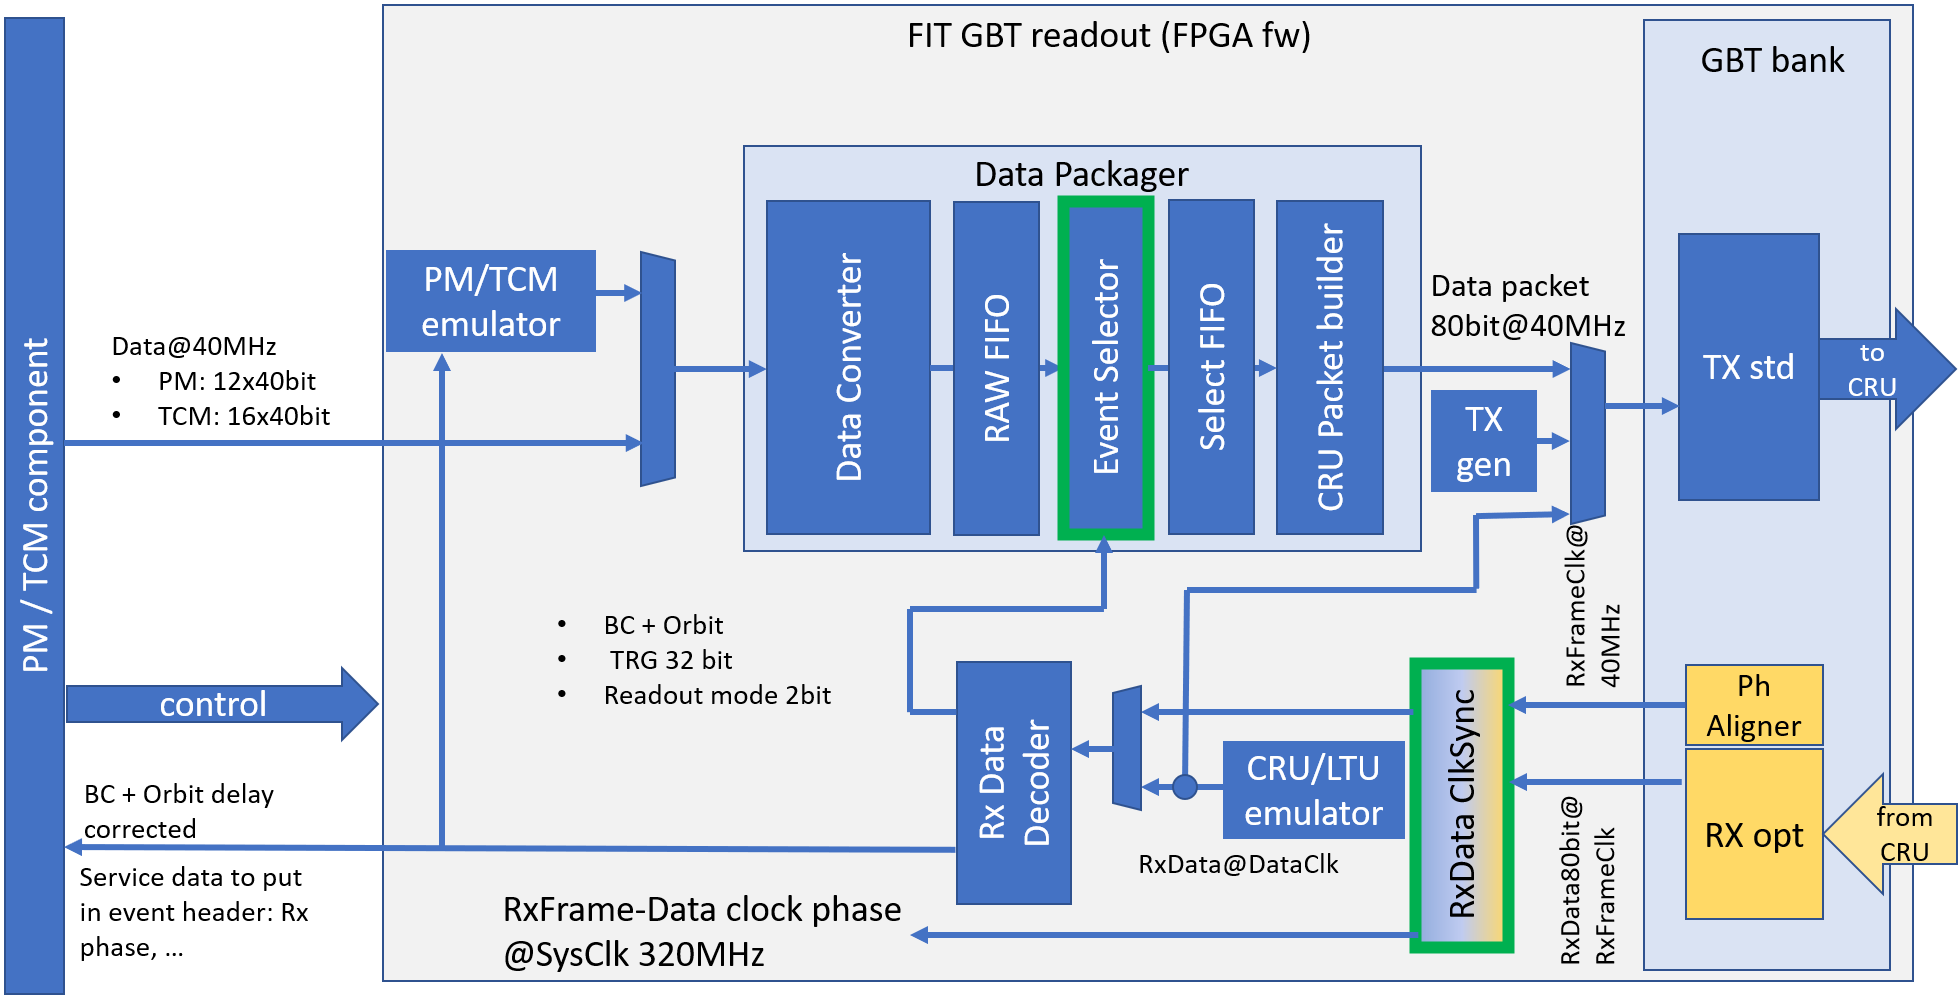 FIT GBT readout (FPGA fw)
GBT bank
Data Packager
PM / TCM component
PM/TCM
emulator
Data@40MHz
• PM: 12x40bit
• TCM: 16x40bit
Data Converter
RAW FIFO
Event Selector
Select FIFO
CRU Packet builder
Data packet
80bit@40MHz
TX
gen
TX std
to
CRU
RxFrameClk@
40MHz
• BC + Orbit
• TRG 32 bit
• Readout mode 2bit
control
Rx Data
Decoder
CRU/LTU
emulator
RxData ClkSync
Ph
Aligner
RX opt
from
CRU
RxData80bit@
RxFrameClk
RxData@DataClk
BC + Orbit delay
corrected
Service data to put
in event header: Rx
phase, ...
RxFrame-Data clock phase
@SysClk 320MHz